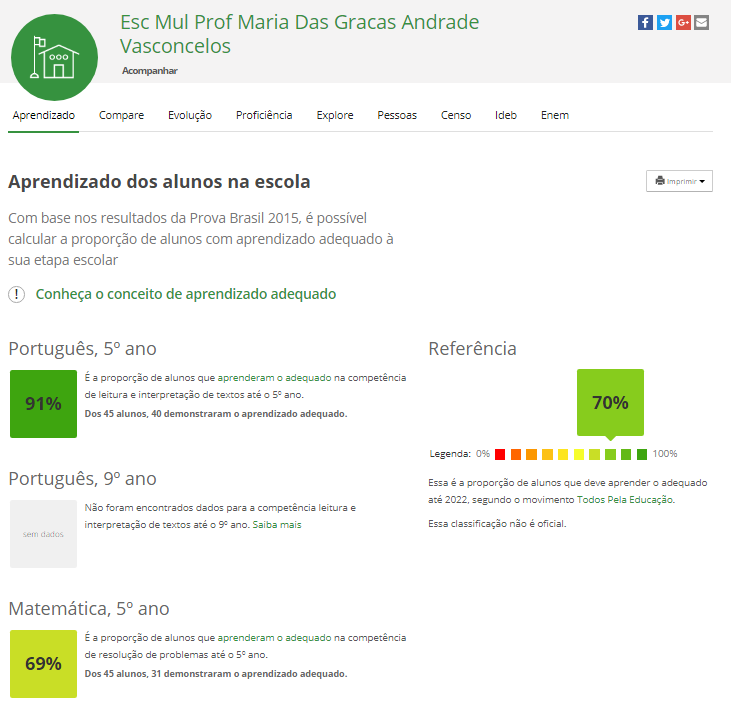 Esc Mul Prof Maria Das Gracas Andrade
Vasconcelos
Acompanhar
Aprendizado Compare Evolução Proficiência Explore Pessoas Censo Ideb Enem
Aprendizado dos alunos na escola
Imprimir
Com base nos resultados da Prova Brasil 2015, é possível
calcular a proporção de alunos com aprendizado adequado à
sua etapa escolar
! Conheça o conceito de aprendizado adequado
Português, 5º ano
91%
É a proporção de alunos que aprenderam o adequado na competência
de leitura e interpretação de textos até o 5º ano.
Dos 45 alunos, 40 demonstraram o aprendizado adequado.
Português, 9º ano
sem dados
Não foram encontrados dados para a competência leitura e
interpretação de textos até o 9º ano. Saiba mais
Matemática, 5º ano
69%
É a proporção de alunos que aprenderam o adequado na competência
de resolução de problemas até o 5º ano.
Dos 45 alunos, 31 demonstraram o aprendizado adequado.
Referência
70%
Legenda: 0% 100%
Essa é a proporção de alunos que deve aprender o adequado
até 2022, segundo o movimento Todos Pela Educação.
Essa classificação não é oficial.